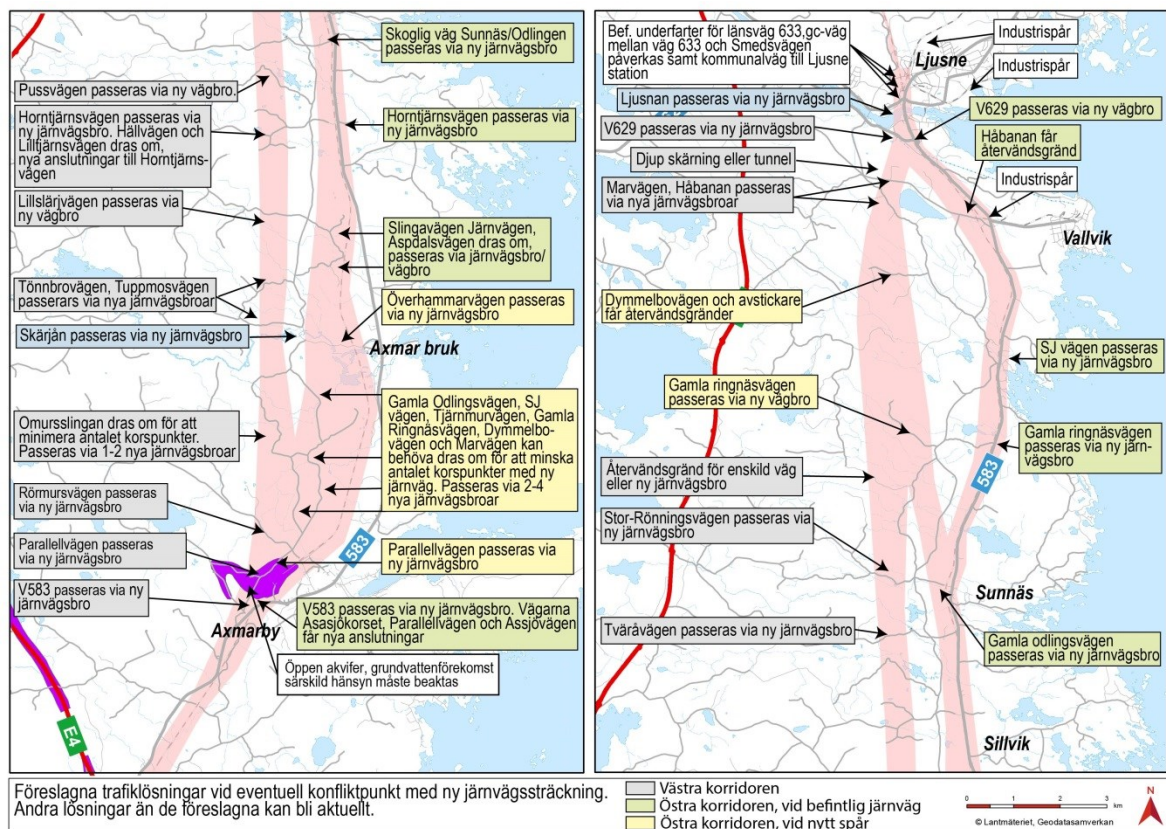 Skoglig väg Sunnäs/Odlingen
passeras via ny järnvägsbro
Pussvägen passeras via ny vägbro.
Horntjärnsvägen passeras via
ny järnvägsbro. Hällvägen och
Lilltjärnsvägen dras om,
nya anslutningar till Horntjärns-
vägen
Horntjärnsvägen passeras via
ny järnvägsbro
Lillslärjvägen passeras via
ny vägbro
Slingavägen Järnvägen,
Aspdalsvägen dras om,
passeras via järnvägsbro/
vägbro
Tönnbrovägen, Tuppmosvägen
passeras via nya järnvägsbroar
Överhammarvägen passeras
via ny järnvägsbro
Skärjån passeras via ny järnvägsbro
Axmar bruk
Gamla Odlingsvägen, SJ
vägen, Tjärnmurvägen, Gamla
Ringnäsvägen, Dymmelbo-
vägen och Marvägen kan
behöva dras om för att minska
antalet korspunkter med ny
järnväg. Passeras via 2-4
nya järnvägsbroar
Omursslingan dras om för att
minimera antalet korspunkter.
Passeras via 1-2 nya järnvägsbroar
Rörmursvägen passeras
via ny järnvägsbro
583
Parallellvägen passeras
via ny järnvägsbro
Parallellvägen passeras via
ny järnvägsbro
V583 passeras via ny
järnvägsbro
Axmarby
V583 passeras via ny järnvägsbro. Vägarna
Asasjökorset, Parallellvägen och Assjövägen
får nya anslutningar
Öppen akvifer, grundvattenförekomst
särskild hänsyn måste beaktas
E4
Bef. underfarter för länsväg 633,gc-väg
mellan väg 633 och Smedsvägen
påverkas samt kommunalväg till Ljusne
station
Ljusne
Industrispår
Industrispår
Ljusnan passeras via ny järnvägsbro
V629 passeras via ny vägbro
V629 passeras via ny järnvägsbro
Håbanan får
återvändsgränd
Djup skärning eller tunnel
Industrispår
Marvägen, Håbanan passeras
via nya järnvägsbroar
Vallvik
Dymmelbovägen och avstickare
får återvändsgränder
SJ vägen passeras
via ny järnvägsbro
Gamla ringnäsvägen
passeras via ny vägbro
Gamla ringnäsvägen
passeras via ny järn-
vägsbro
583
Återvändsgränd för enskild väg
eller ny järnvägsbro
Stor-Rönningsvägen passeras via
ny järnvägsbro
Sunnäs
Tväråvägen passeras via ny järnvägsbro
Gamla odlingsvägen
passeras via ny järnvägsbro
Sillvik
Föreslagna trafiklösningar vid eventuell konfliktpunkt med ny järnvägssträckning.
Andra lösningar än de föreslagna kan bli aktuellt.
Västra korridoren
Östra korridoren, vid befintlig järnväg
Östra korridoren, vid nytt spår
0 1 2 3
km
© Lantmäteriet, Geodatasamverkan
N